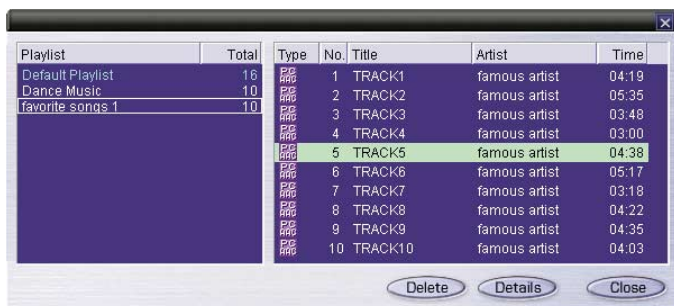 Playlist Total
Default Playlist 16
Dance Music 10
favorite songs 1 10
Type No. Title Artist Time
1 TRACK1 famous artist 04:19
2 TRACK2 famous artist 05:35
3 TRACK3 famous artist 03:48
4 TRACK4 famous artist 03:00
5 TRACK5 famous artist 04:38
6 TRACK6 famous artist 05:17
7 TRACK7 famous artist 03:18
8 TRACK8 famous artist 04:22
9 TRACK9 famous artist 04:35
10 TRACK10 famous artist 04:03
Delete Details Close